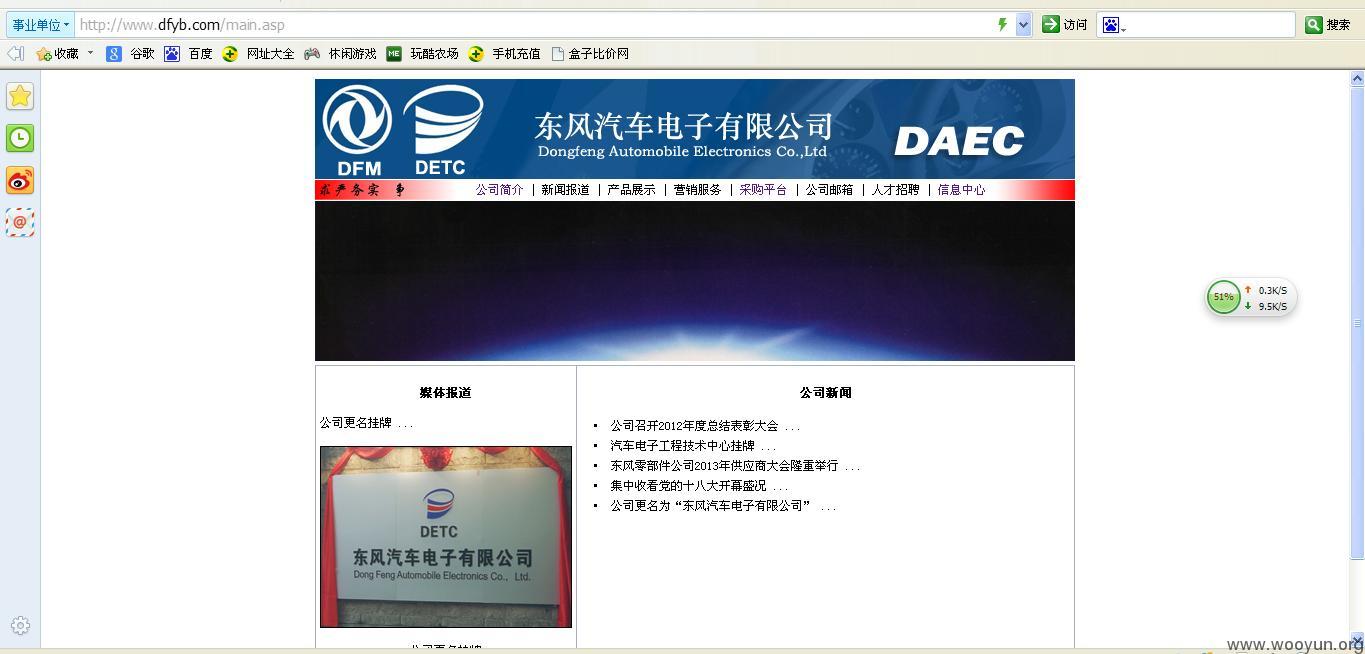 事业单位 http://www.dfyb.com/main.asp 访问 搜索
收藏 谷歌 百度 网址大全 休闲游戏 ME 玩酷农场 手机充值 盒子比价网
东风汽车电子有限公司
Dongfeng Automobile Electronics Co.,Ltd
DAEC
DFM DETC
求严务实 争
公司简介 | 新闻报道 | 产品展示 | 营销服务 | 采购平台 | 公司邮箱 | 人才招聘 | 信息中心
51% 0.3K/S
9.5K/S
媒体报道
公司更名挂牌 ...
DETC
东风汽车电子有限公司
Dong Feng Automobile Electronics Co., Ltd.
公司更名挂牌
公司新闻
• 公司召开2012年度总结表彰大会 ...
• 汽车电子工程技术中心挂牌 ...
• 东风零部件公司2013年供应商大会隆重举行 ...
• 集中收看党的十八大开幕盛况 ...
• 公司更名为“东风汽车电子有限公司” ...
www.wooyun.org